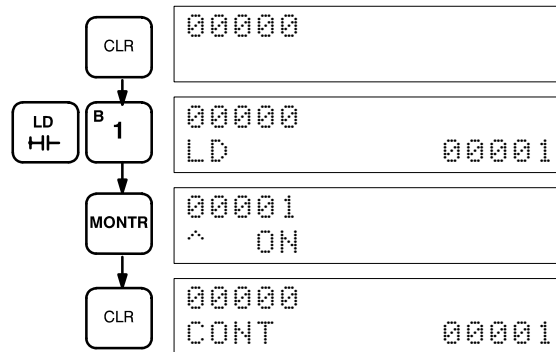 CLR
00000
LD
B
1
00000
LD 00001
MONTR
00001
^ ON
CLR
00000
CONT 00001